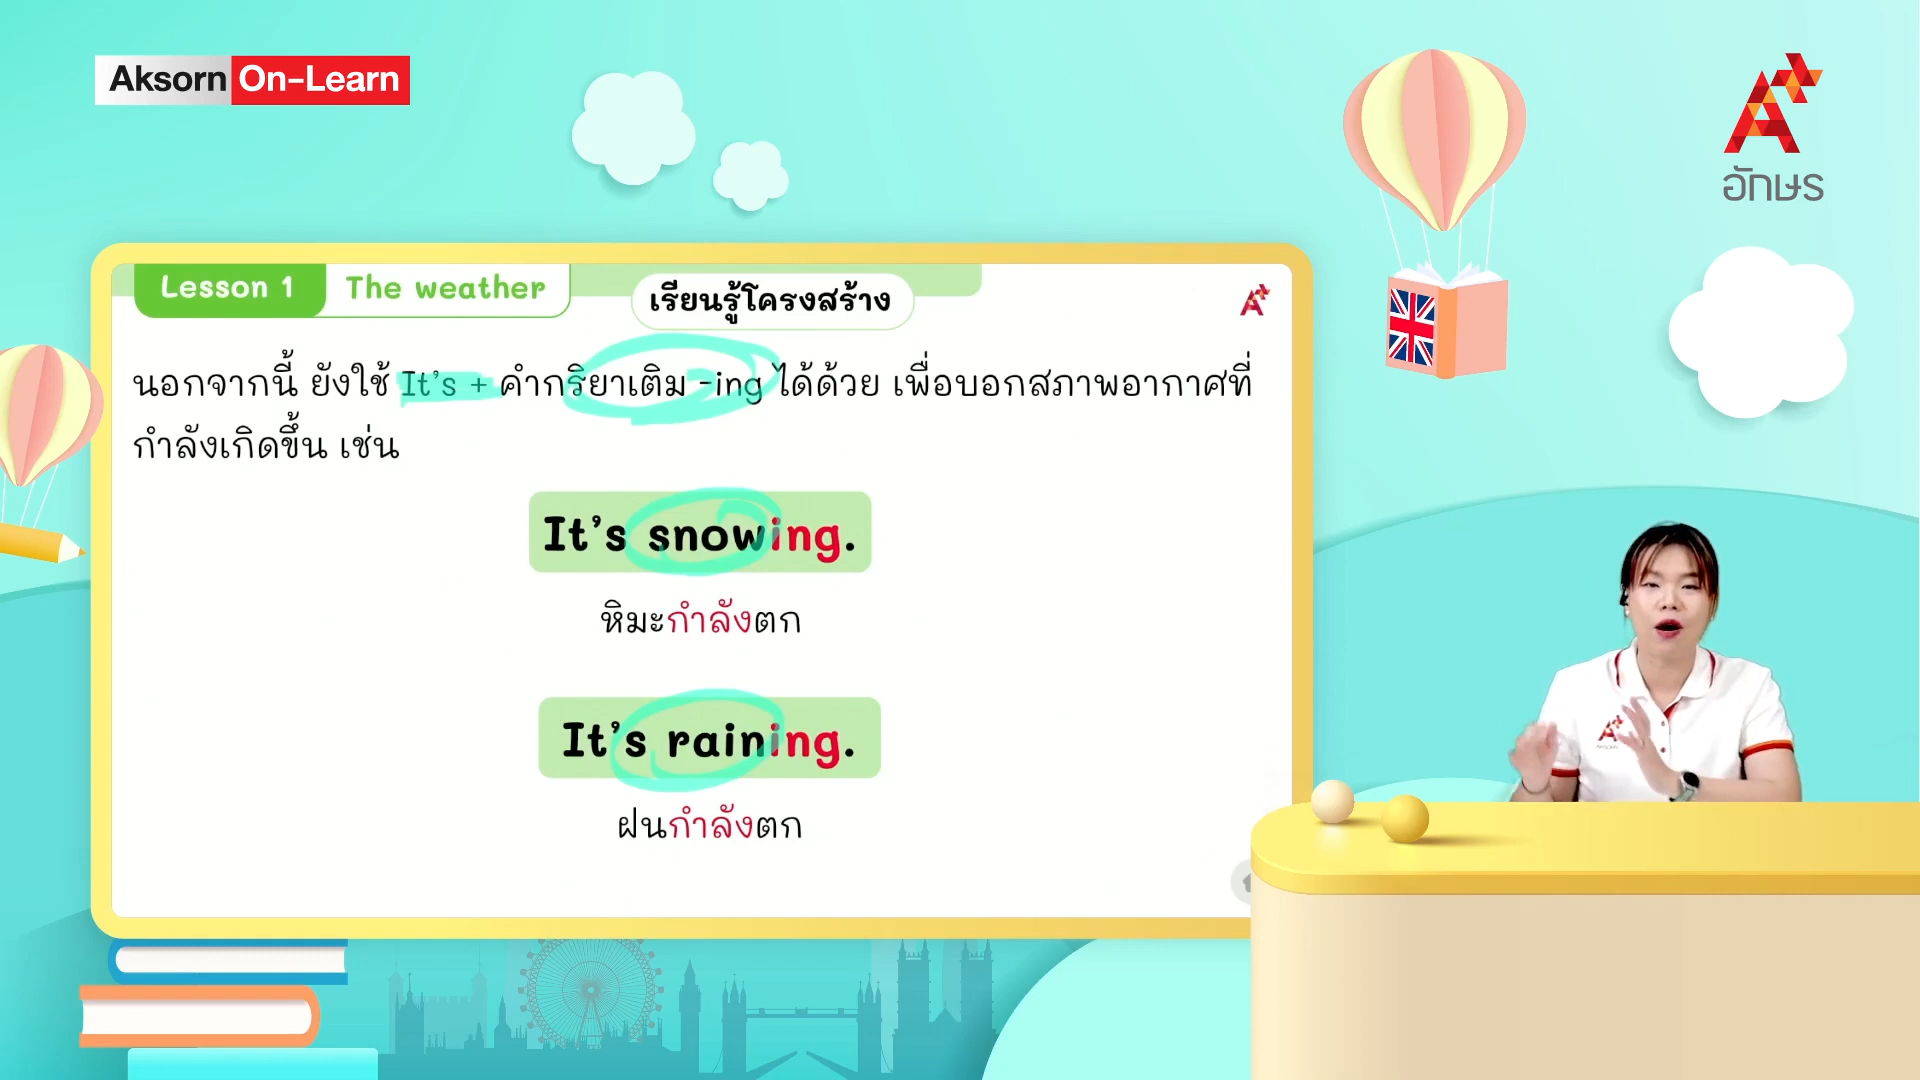 Aksorn On-Learn
อักษร
Lesson 1 The weather
เรียนรู้โครงสร้าง
นอกจากนี้ ยังใช้ It's + คำกริยาเติม -ing ได้ด้วย เพื่อบอกสภาพอากาศที่
กำลังเกิดขึ้น เช่น
It's snowing.
หิมะกำลังตก
It's raining.
ฝนกำลังตก